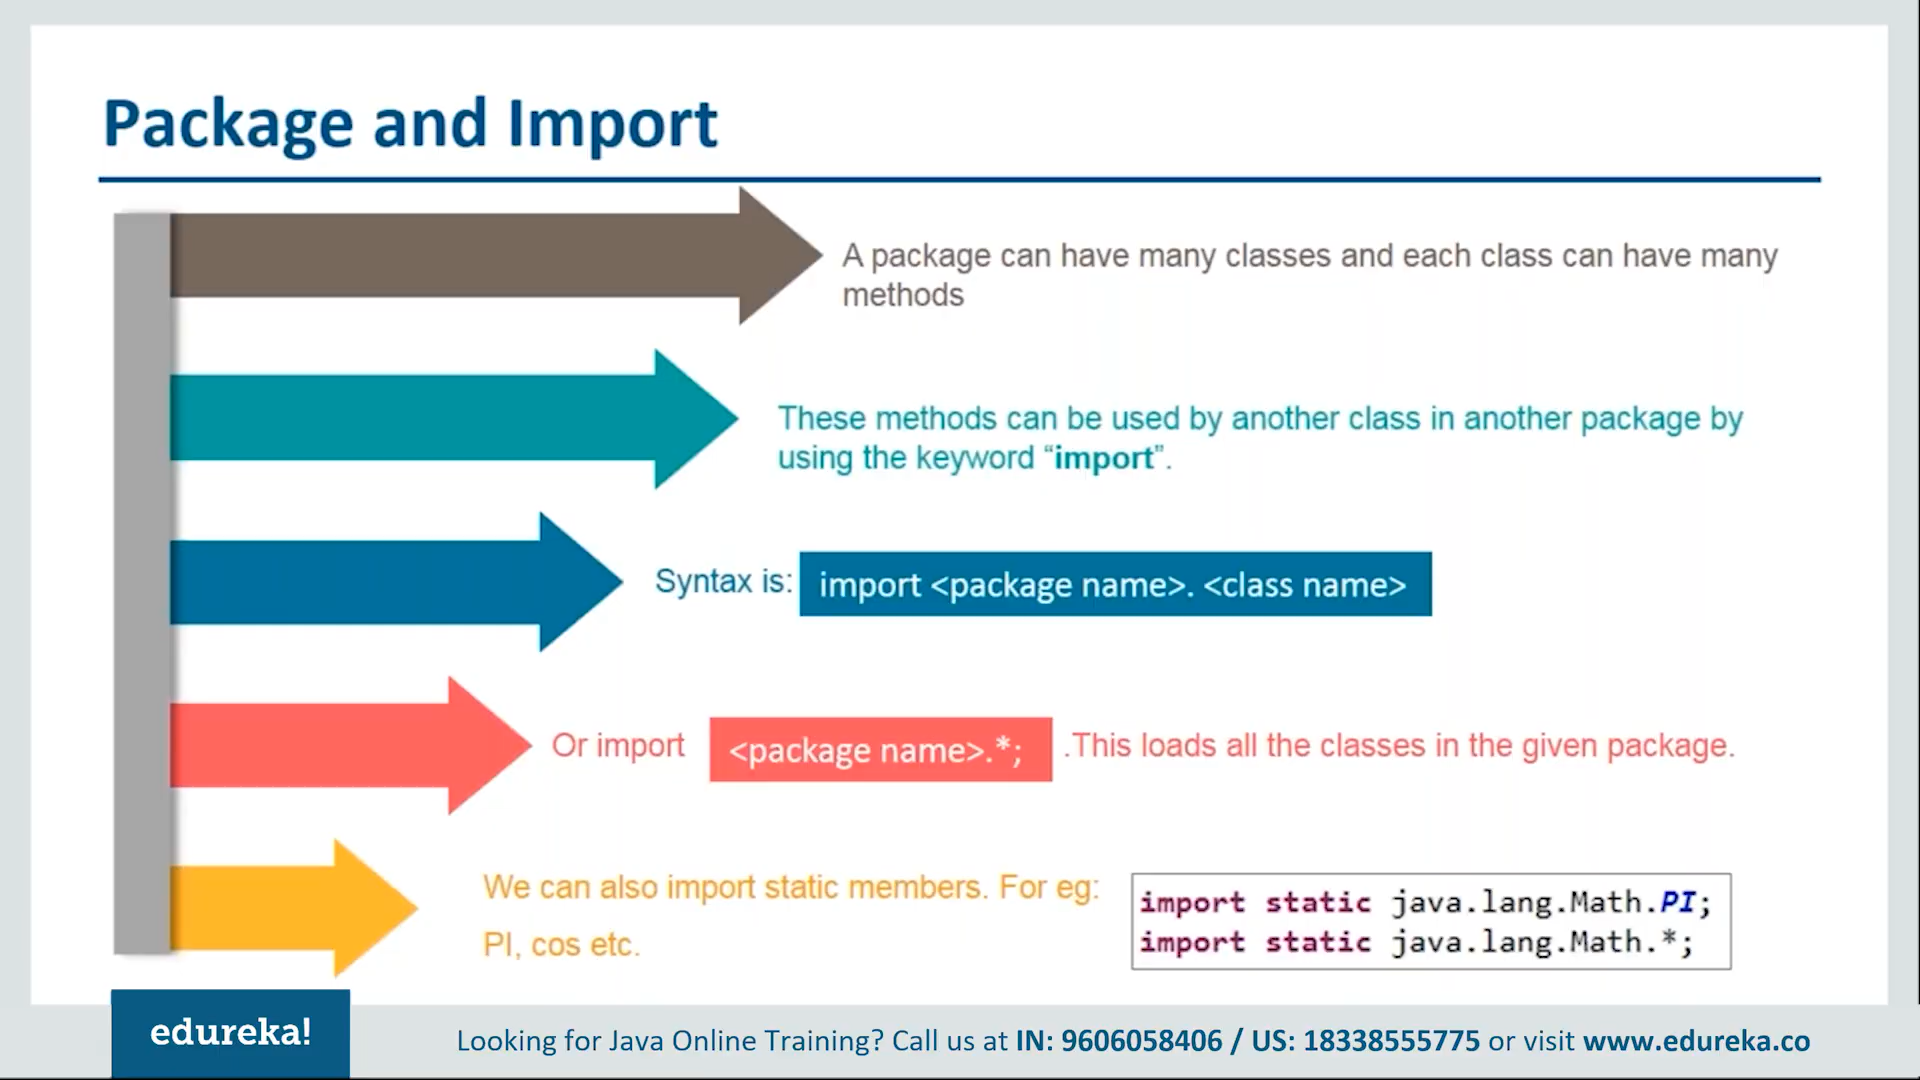 Package and Import
A package can have many classes and each class can have many
methods
These methods can be used by another class in another package by
using the keyword “import”.
Syntax is: import <package name>. <class name>
Or import <package name>.*; .This loads all the classes in the given package.
We can also import static members. For eg:
PI, cos etc.
import static java.lang.Math.PI;
import static java.lang.Math.*;
edureka!
Looking for Java Online Training? Call us at IN: 9606058406 / US: 18338555775 or visit www.edureka.co